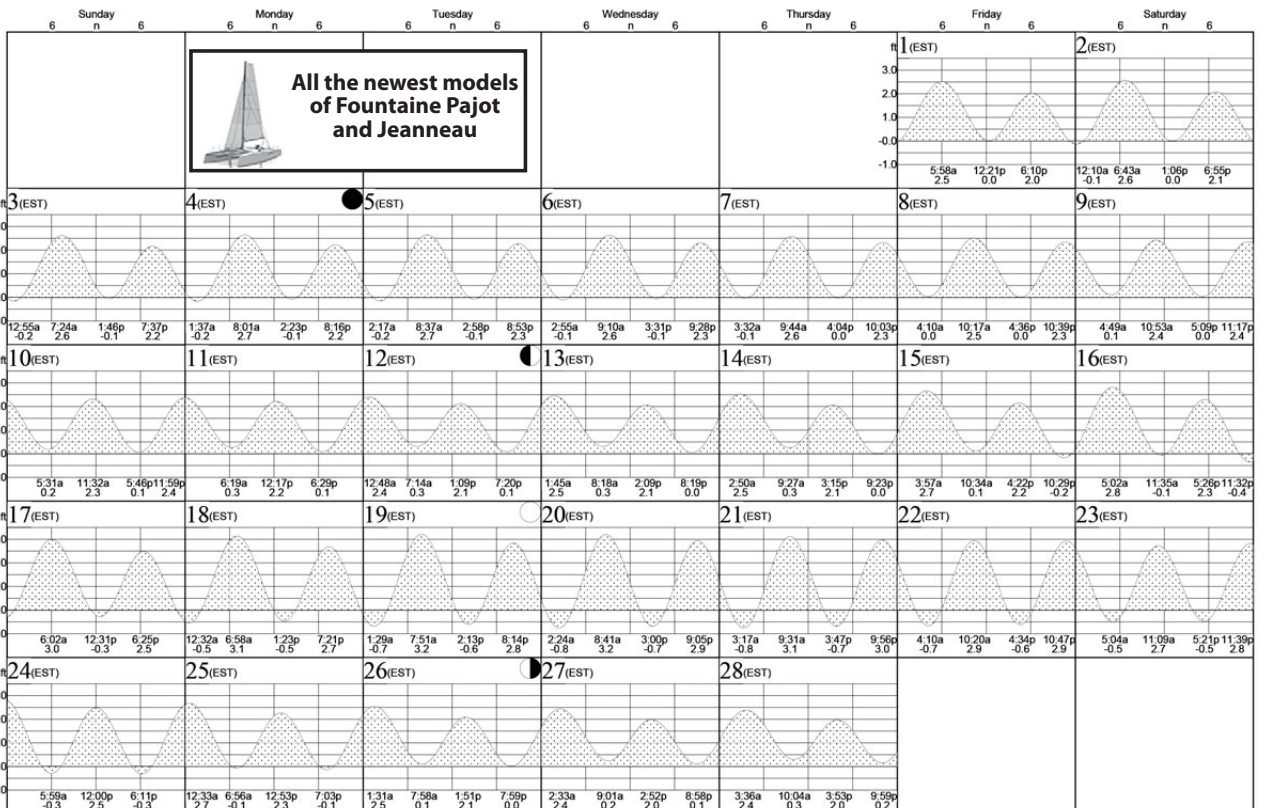 Sunday Monday Tuesday Wednesday Thursday Friday Saturday
6 n 6 6 n 6 6 n 6 6 n 6 6 n 6 6 n 6 6 n 6
All the newest models
of Fountaine Pajot
and Jeanneau
ft 1(EST) 2(EST)
3.0
2.0
1.0
-0.0
-1.0
5:58a 12:21p 6:10p 12:10a 6:43a 1:06p 6:55p
2.5 0.0 2.0 -0.1 2.6 0.0 2.1
ft 3(EST) 4(EST) 5(EST) 6(EST) 7(EST) 8(EST) 9(EST)
0
0
0
0
0
12:55a 7:24a 1:46p 7:37p 1:37a 8:01a 2:23p 8:16p 2:17a 8:37a 2:58p 8:53p 2:55a 9:10a 3:31p 9:28p 3:32a 9:44a 4:04p 10:03p 4:10a 10:17a 4:36p 10:39p 4:49a 10:53a 5:09p 11:17p
-0.2 2.6 -0.1 2.2 -0.2 2.7 -0.1 2.2 -0.2 2.7 -0.1 2.3 -0.1 2.6 -0.1 2.3 -0.1 2.6 0.0 2.3 0.0 2.5 0.0 2.3 0.1 2.4 0.0 2.4
ft 10(EST) 11(EST) 12(EST) 13(EST) 14(EST) 15(EST) 16(EST)
0
0
0
0
0
5:31a 11:32a 5:46p 11:59p 6:19a 12:17p 6:29p 12:48a 7:14a 1:09p 7:20p 1:45a 8:18a 2:09p 8:19p 2:50a 9:27a 3:15p 9:23p 3:57a 10:34a 4:22p 10:29p 5:02a 11:35a 5:26p 11:32p
0.2 2.3 0.1 2.4 0.3 2.2 0.1 2.4 0.3 2.1 0.1 2.5 0.3 2.1 0.0 2.5 0.3 2.1 0.0 2.7 0.1 2.2 -0.2 2.8 -0.1 2.3 -0.4
ft 17(EST) 18(EST) 19(EST) 20(EST) 21(EST) 22(EST) 23(EST)
0
0
0
0
0
6:02a 12:31p 6:25p 12:32a 6:58a 1:23p 7:21p 1:29a 7:51a 2:13p 8:14p 2:24a 8:41a 3:00p 9:05p 3:17a 9:31a 3:47p 9:56p 4:10a 10:20a 4:34p 10:47p 5:04a 11:09a 5:21p 11:39p
3.0 -0.3 2.5 -0.5 3.1 -0.5 2.7 -0.7 3.2 -0.6 2.8 -0.8 3.2 -0.7 2.9 -0.8 3.1 -0.7 3.0 -0.7 2.9 -0.6 2.9 -0.5 2.7 -0.5 2.8
ft 24(EST) 25(EST) 26(EST) 27(EST) 28(EST)
0
0
0
0
0
5:59a 12:00p 6:11p 12:33a 6:56a 12:53p 7:03p 1:31a 7:58a 1:51p 7:59p 2:33a 9:01a 2:52p 8:58p 3:36a 10:04a 3:53p 9:59p
-0.3 2.5 -0.3 2.7 -0.1 2.3 -0.1 2.5 0.1 2.1 0.0 2.4 0.2 2.0 0.1 2.4 0.3 2.0 0.2